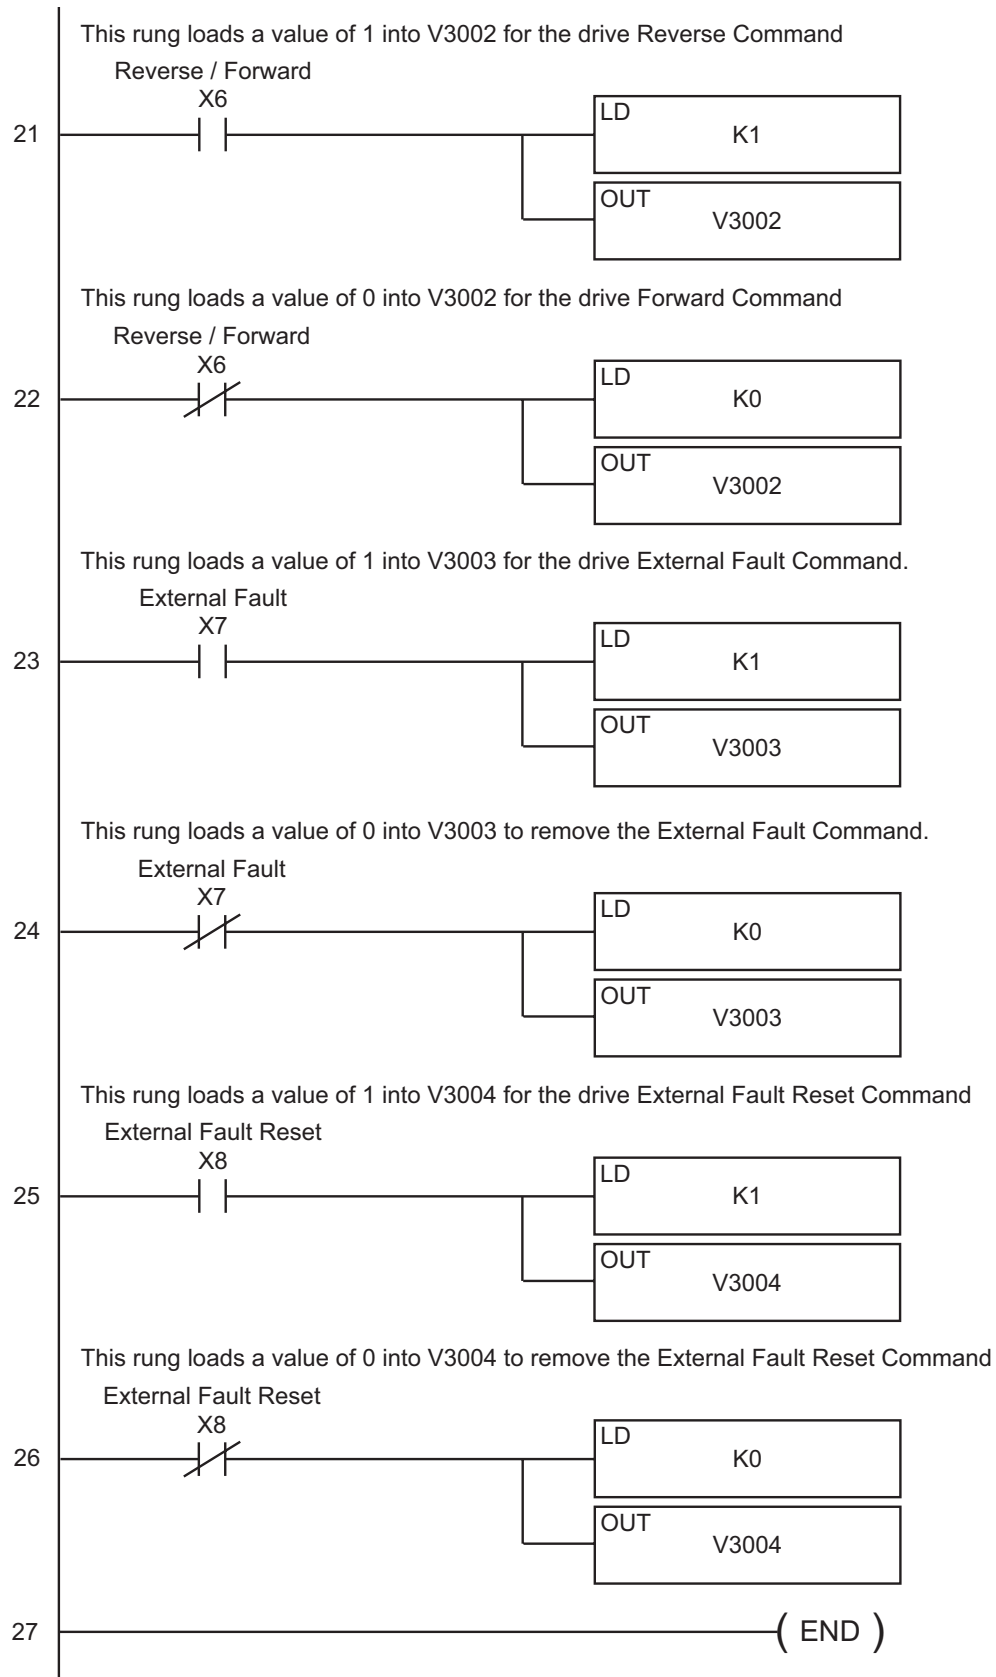 This rung loads a value of 1 into V3002 for the drive Reverse Command
Reverse / Forward
X6
21
LD
K1
OUT
V3002
This rung loads a value of 0 into V3002 for the drive Forward Command
Reverse / Forward
X6
22
LD
K0
OUT
V3002
This rung loads a value of 1 into V3003 for the drive External Fault Command.
External Fault
X7
23
LD
K1
OUT
V3003
This rung loads a value of 0 into V3003 to remove the External Fault Command.
External Fault
X7
24
LD
K0
OUT
V3003
This rung loads a value of 1 into V3004 for the drive External Fault Reset Command
External Fault Reset
X8
25
LD
K1
OUT
V3004
This rung loads a value of 0 into V3004 to remove the External Fault Reset Command
External Fault Reset
X8
26
LD
K0
OUT
V3004
27
( END )